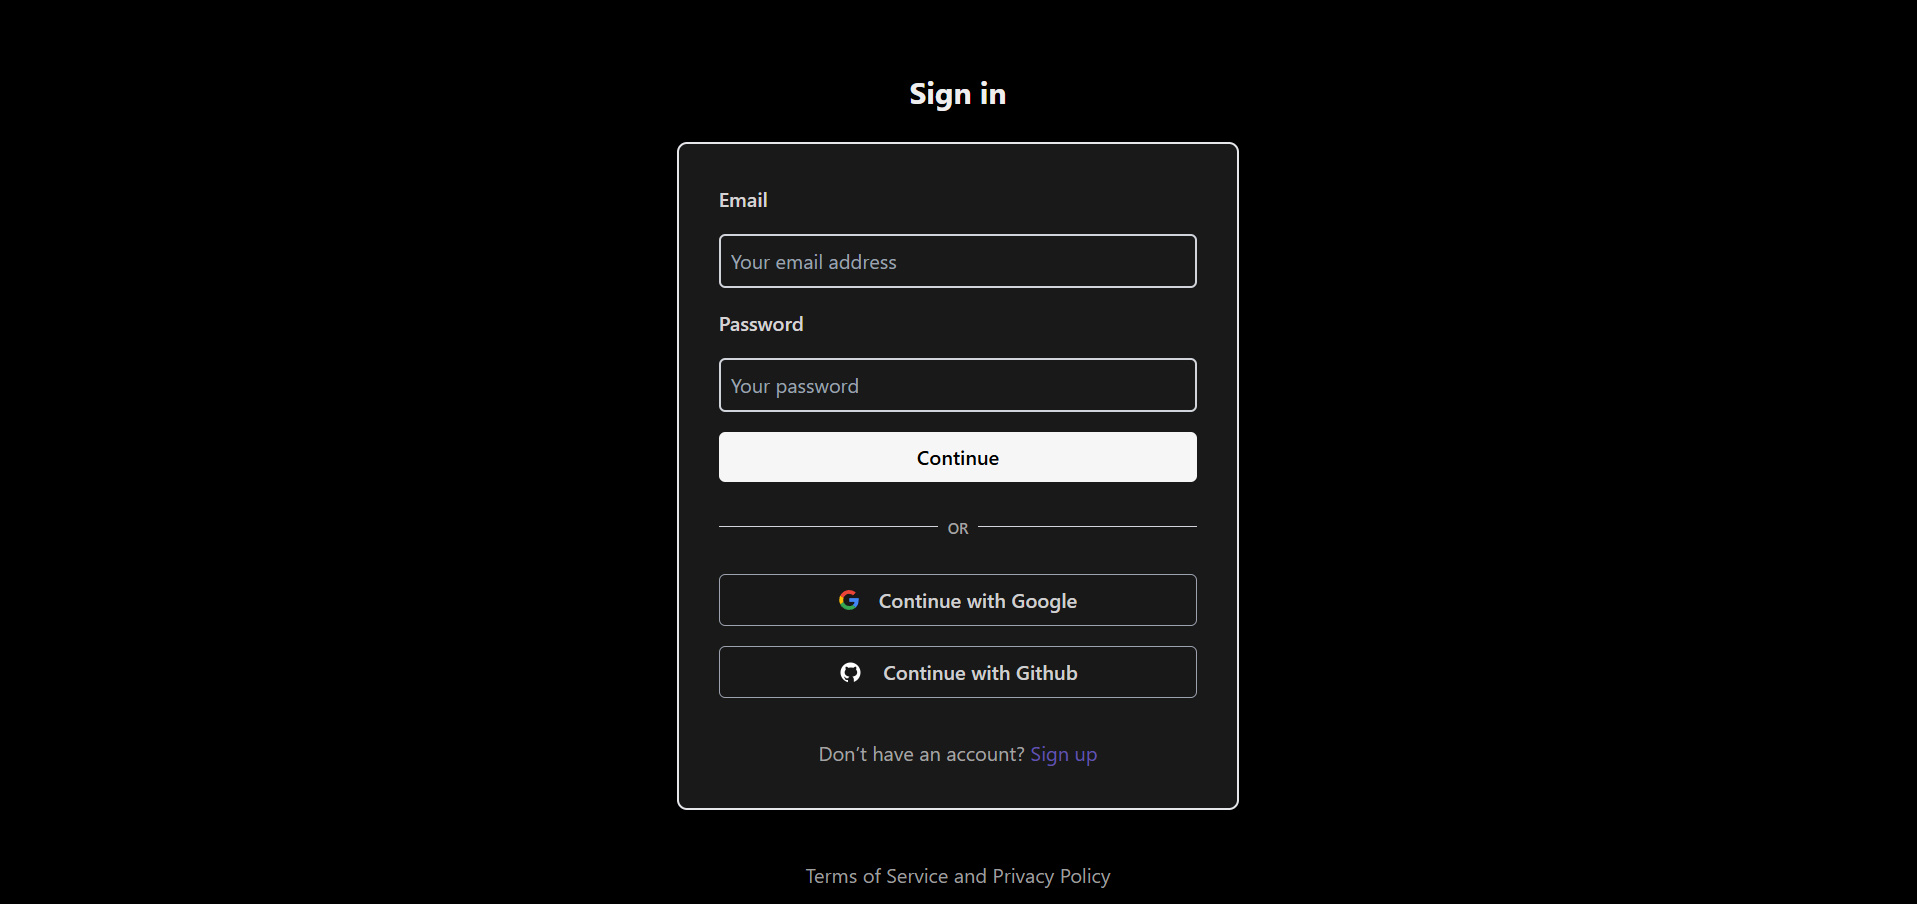 Sign in
Email
Your email address
Password
Your password
Continue
OR
Continue with Google
Continue with Github
Don’t have an account? Sign up
Terms of Service and Privacy Policy